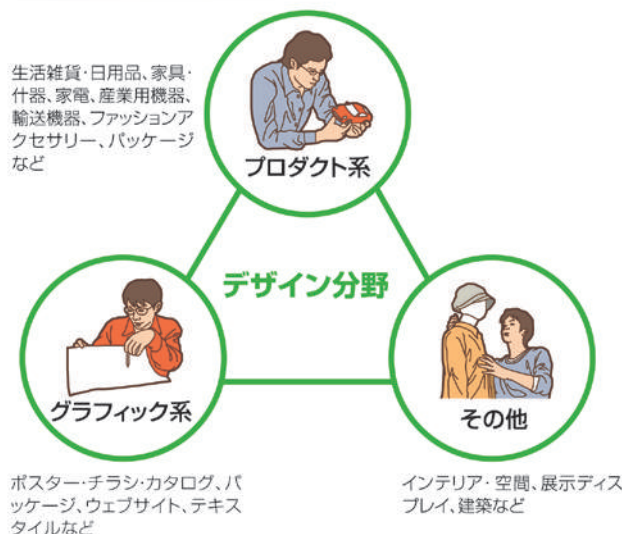 生活雑貨・日用品、家具・
什器、家電、産業用機器、
輸送機器、ファッションア
クセサリー、パッケージ
など
プロダクト系
デザイン分野
グラフィック系
その他
ポスター・チラシ・カタログ、パ
ッケージ、ウェブサイト、テキス
タイルなど
インテリア・空間、展示ディス
プレイ、建築など